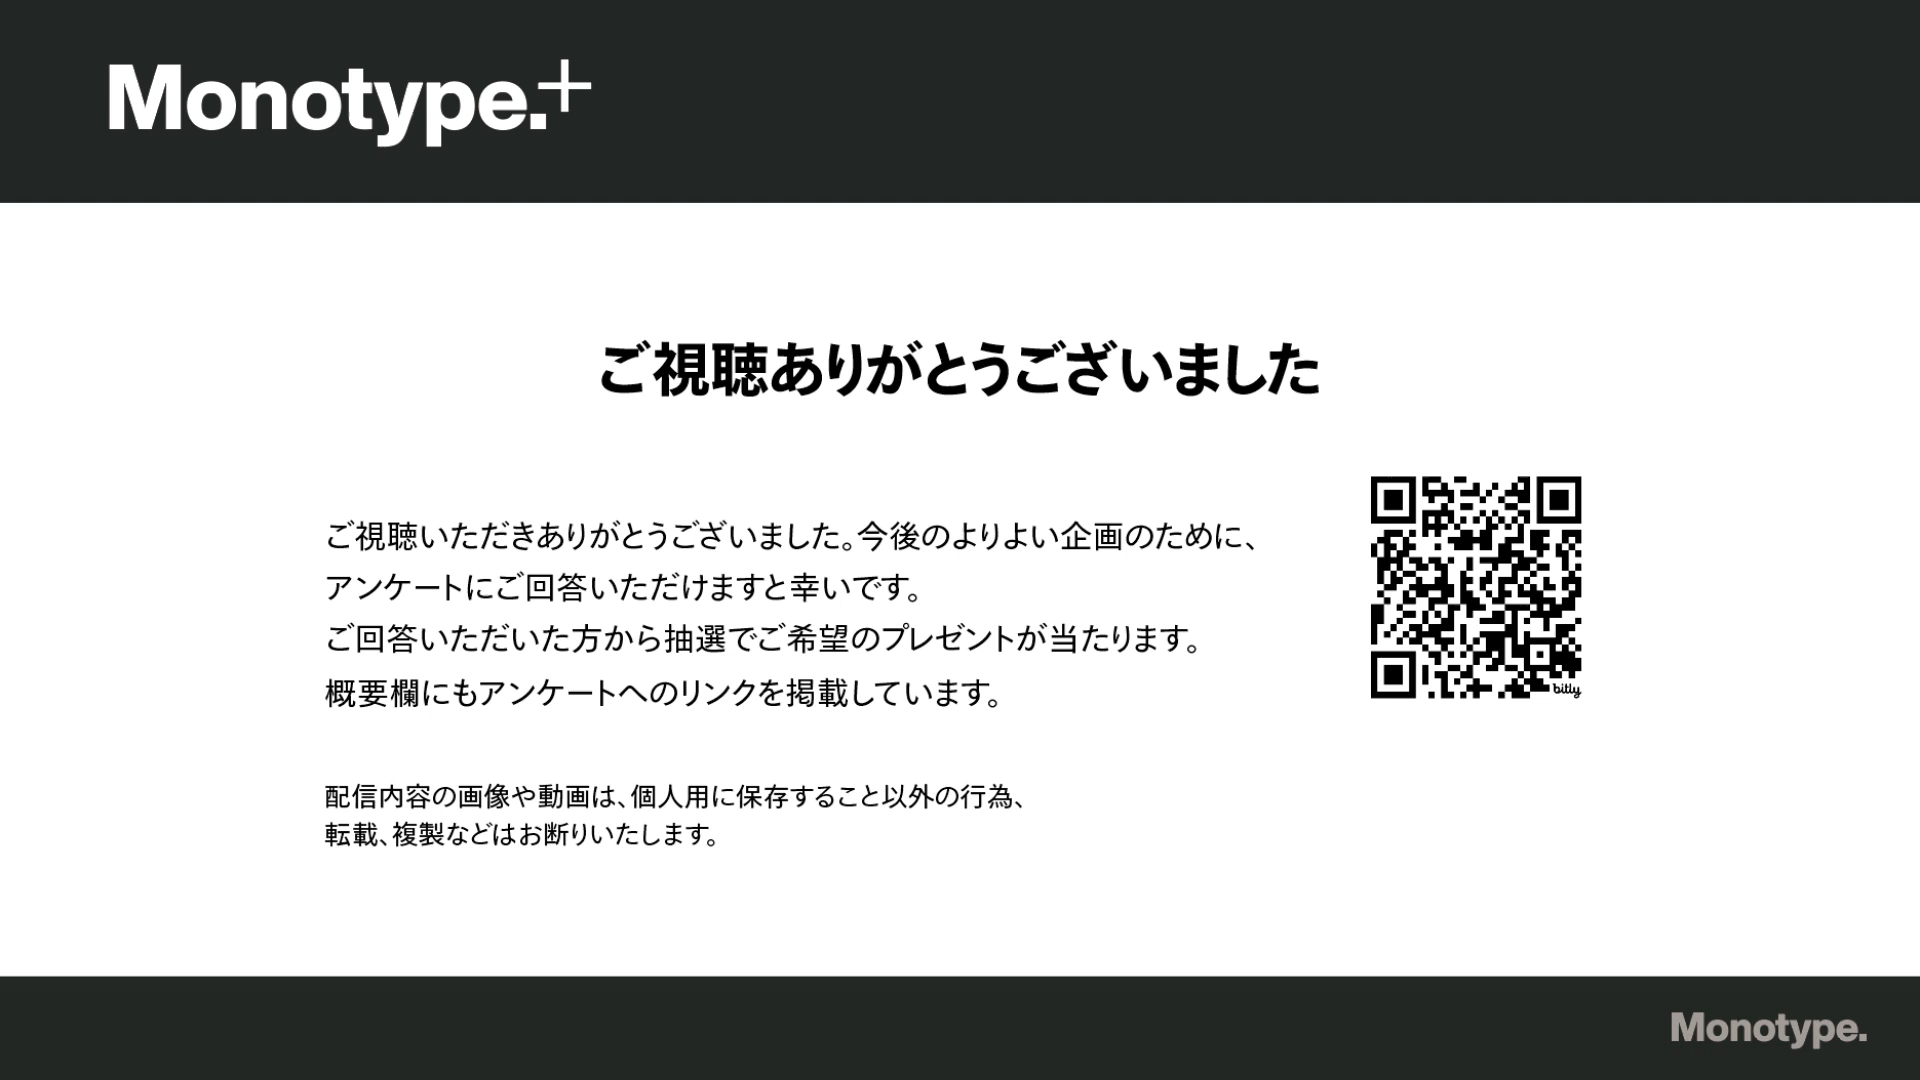 Monotype.+
ご視聴ありがとうございました
ご視聴いただきありがとうございました。今後のよりよい企画のために、
アンケートにご回答いただけますと幸いです。
ご回答いただいた方から抽選でご希望のプレゼントが当たります。
概要欄にもアンケートへのリンクを掲載しています。
bitly
配信内容の画像や動画は、個人用に保存すること以外の行為、
転載、複製などはお断りいたします。
Monotype.